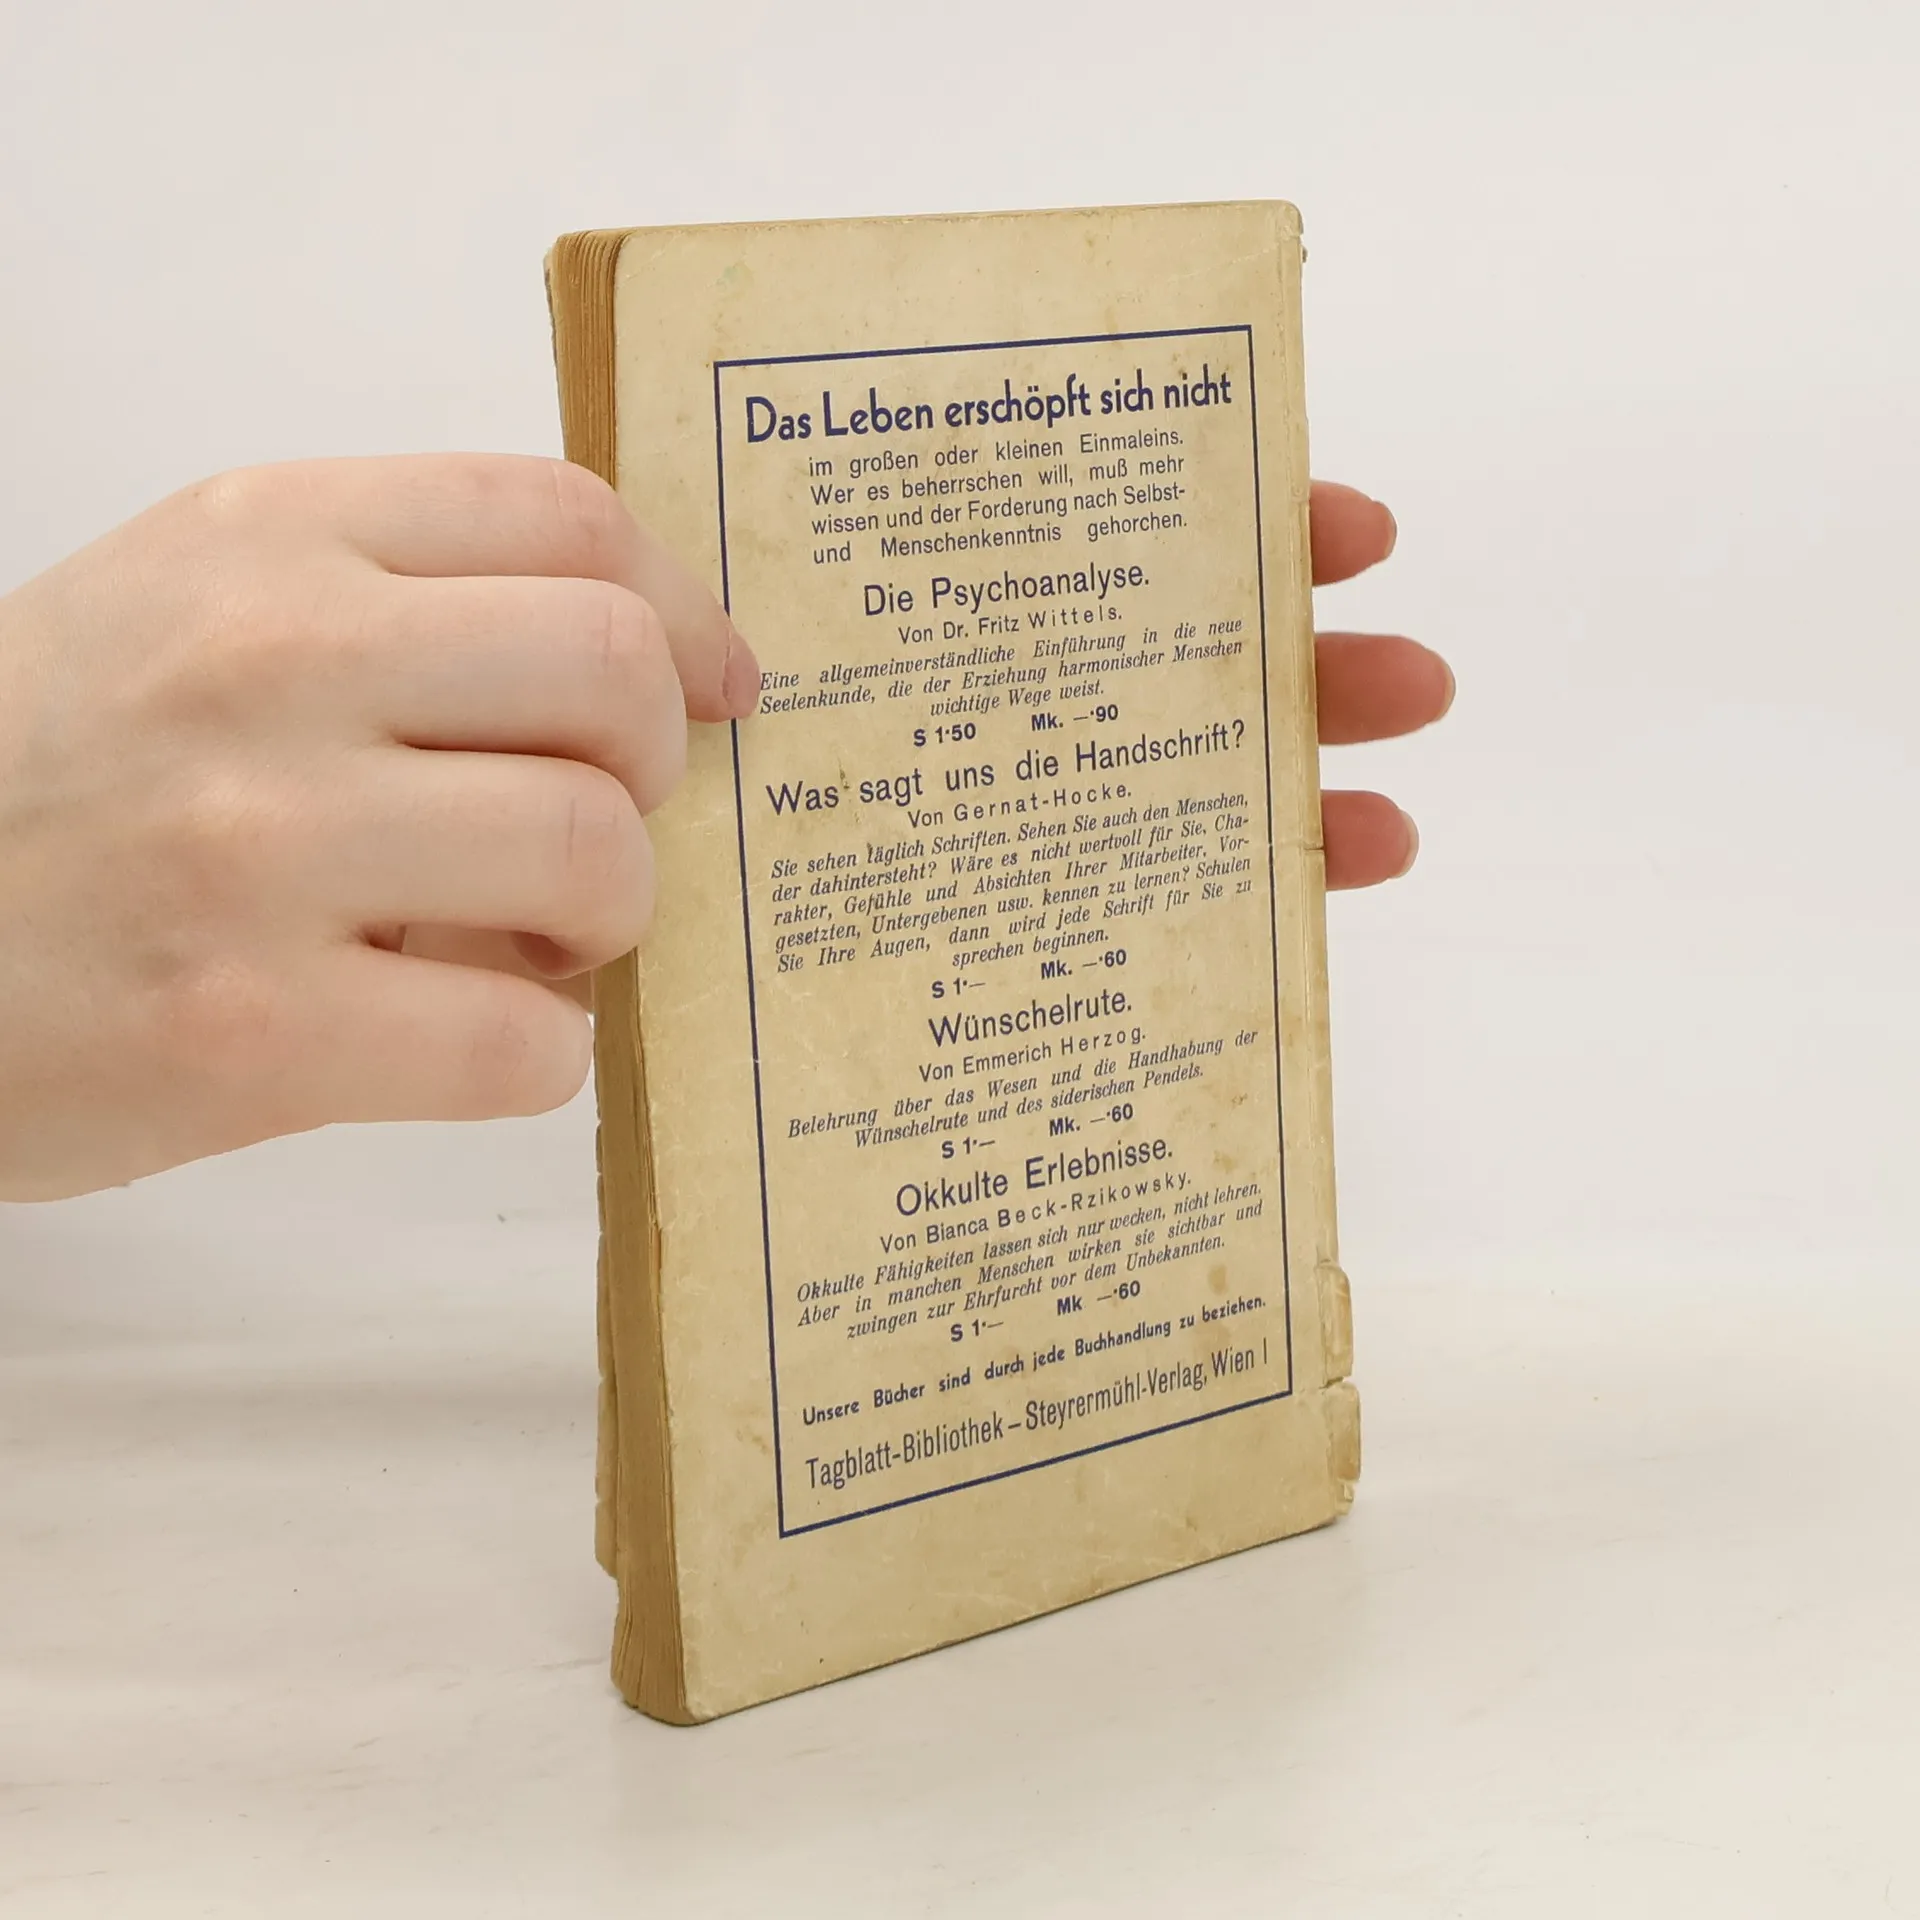 Das Leben erschöpft sich nicht
im großen oder kleinen Einmaleins.
Wer es beherrschen will, muß mehr
wissen und der Forderung nach Selbst-
und Menschenkenntnis gehorchen.
Die Psychoanalyse.
Von Dr. Fritz Wittels.
Eine allgemeinverständliche Einführung in die neue
Seelenkunde, die der Erziehung harmonischer Menschen
wichtige Wege weist.
S 1·50 Mk. —·90
Was sagt uns die Handschrift?
Von Gernat-Hocke.
Sie sehen täglich Schriften. Sehen Sie auch den Menschen,
der dahintersteht? Wäre es nicht wertvoll für Sie, Cha-
rakter, Gefühle und Absichten Ihrer Mitarbeiter, Vor-
gesetzten, Untergebenen usw. kennen zu lernen? Schulen
Sie Ihre Augen, dann wird jede Schrift für Sie zu
sprechen beginnen.
S 1·— Mk. —·60
Wünschelrute.
Von Emmerich Herzog.
Belehrung über das Wesen und die Handhabung der
Wünschelrute und des siderischen Pendels.
S 1·— Mk. —·60
Okkulte Erlebnisse.
Von Bianca Beck-Rzikowsky.
Okkulte Fähigkeiten lassen sich nur wecken, nicht lehren.
Aber in manchen Menschen wirken sie sichtbar und
zwingen zur Ehrfurcht vor dem Unbekannten.
S 1·— Mk —·60
Unsere Bücher sind durch jede Buchhandlung zu beziehen.
Tagblatt-Bibliothek – Steyrermühl-Verlag, Wien I